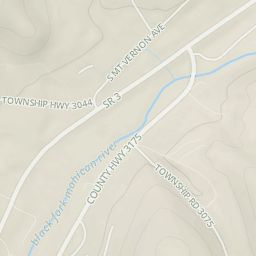 S MT VERNON AVE
TOWNSHIP HWY 3044
SR 3
black fork mohican river
COUNTY HWY 3175
TOWNSHIP RD 3075